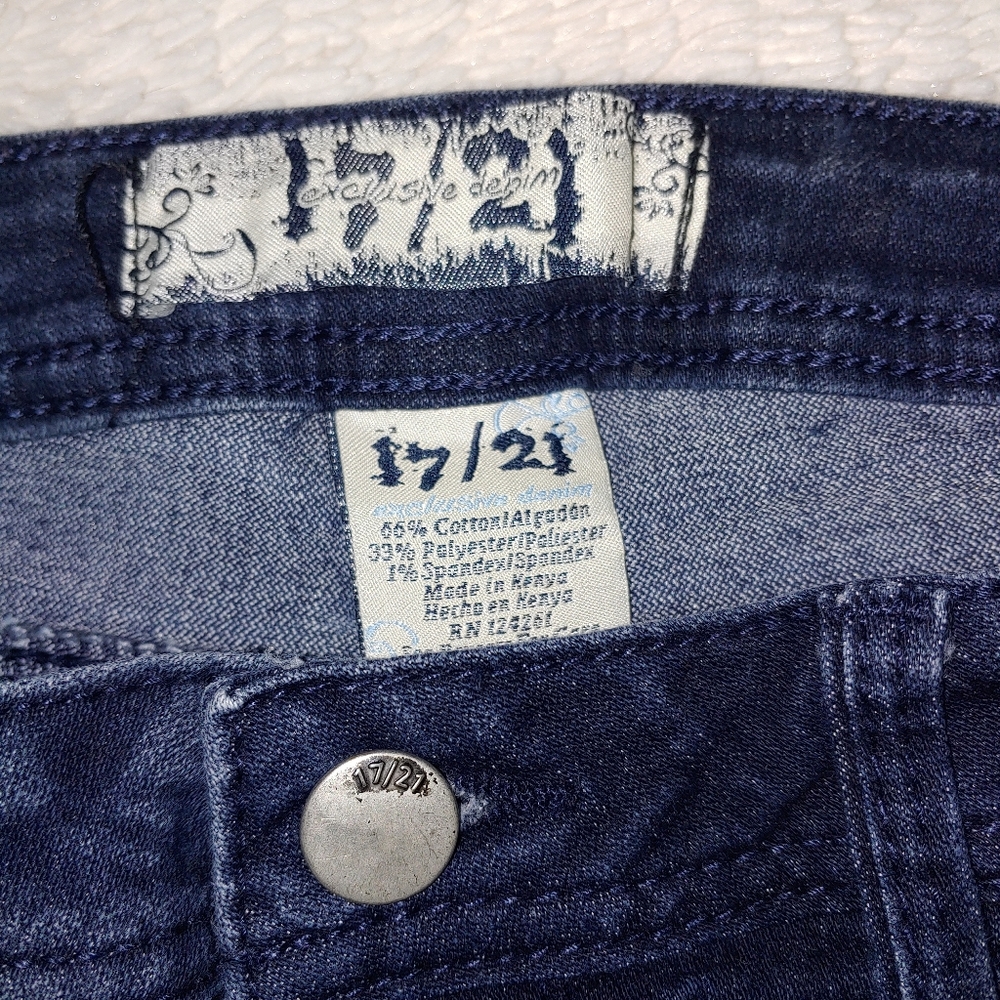 17/21
exclusive denim
17/21
exclusive denim
66% Cotton/Algodón
33% Polyester/Poliester
1% Spandex/Spandex
Made in Kenya
Hecho en Kenya
RN 124261
17/21